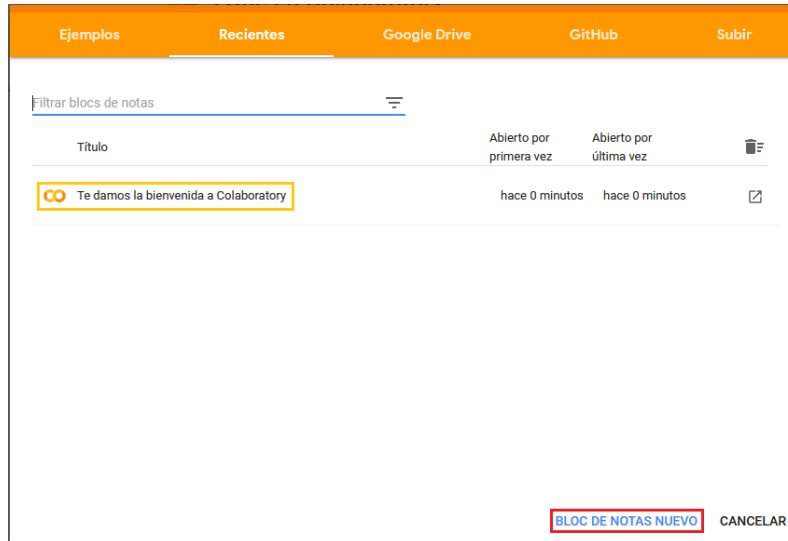 Ejemplos Recientes Google Drive GitHub Subir
Filtrar blocs de notas
Título Abierto por primera vez Abierto por última vez
Te damos la bienvenida a Colaboratory hace 0 minutos hace 0 minutos
BLOC DE NOTAS NUEVO CANCELAR